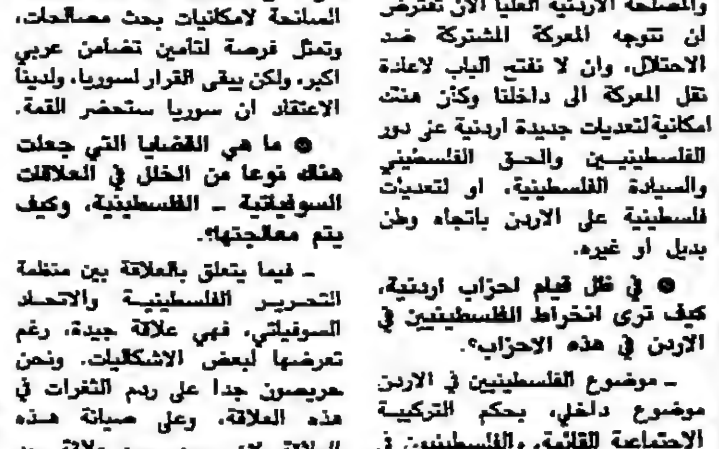 والمصلحة الاردنية العليا الآن تفترض
ان تتوجه المعركة المشتركة ضد
الاحتلال، وان لا نفتح الباب لاعادة
نقل المعركة الى داخلنا وكأن هناك
امكانية لتعديات جديدة اردنية على دور
الفلسطينيين والحق الفلسطيني
والسيادة الفلسطينية، او لتعديات
فلسطينية على الاردن باتجاه وطن
بديل او غيره.
● في ظل قيام احزاب اردنية،
كيف ترى انخراط الفلسطينيين في
الاردن في هذه الاحزاب؟.
ـ موضوع الفلسطينيين في الاردن
موضوع داخلي، بحكم التركيبة
الاجتماعية القائمة، والفلسطينيون في
السانحة لامكانيات بحث مصالحات،
وتمثل فرصة لتأمين تضامن عربي
اكبر، ولكن يبقى القرار لسوريا، ولدينا
الاعتقاد ان سوريا ستحضر القمة.
● ما هي القضايا التي جعلت
هناك نوعا من الخلل في العلاقات
السوفياتية ـ الفلسطينية، وكيف
يتم معالجتها؟.
ـ فيما يتعلق بالعلاقة بين منظمة
التحرير الفلسطينية والاتحاد
السوفياتي، فهي علاقة جيدة، رغم
تعرضها لبعض الاشكاليات، ونحن
حريصون جدا على ردم الثغرات في
هذه العلاقة، وعلى صيانة هذه